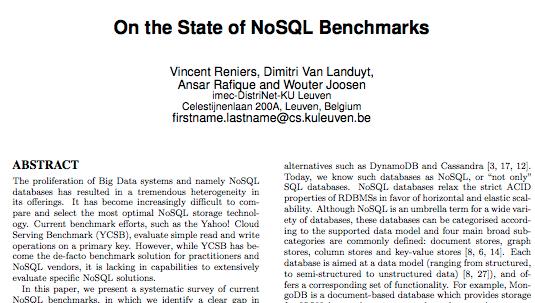 On the State of NoSQL Benchmarks
Vincent Reniers, Dimitri Van Landuyt,
Ansar Rafique and Wouter Joosen
imec-DistriNet-KU Leuven
Celestijnenlaan 200A, Leuven, Belgium
firstname.lastname@cs.kuleuven.be
ABSTRACT
The proliferation of Big Data systems and namely NoSQL
databases has resulted in a tremendous heterogeneity in
its offerings. It has become increasingly difficult to com-
pare and select the most optimal NoSQL storage technol-
ogy. Current benchmark efforts, such as the Yahoo! Cloud
Serving Benchmark (YCSB), evaluate simple read and write
operations on a primary key. However, while YCSB has be-
come the de-facto benchmark solution for practitioners and
NoSQL vendors, it is lacking in capabilities to extensively
evaluate specific NoSQL solutions.
In this paper, we present a systematic survey of current
NoSQL benchmarks, in which we identify a clear gap in
alternatives such as DynamoDB and Cassandra [3, 17, 12].
Today, we know such databases as NoSQL, or “not only”
SQL databases. NoSQL databases relax the strict ACID
properties of RDBMSs in favor of horizontal and elastic scal-
ability. Although NoSQL is an umbrella term for a wide vari-
ety of databases, these databases can be categorised accord-
ing to the supported data model and four main broad sub-
categories are commonly defined: document stores, graph
stores, column stores and key-value stores [8, 6, 14]. Each
database is aimed at a data model (ranging from structured,
to semi-structured to unstructured data) [8, 27]), and of-
fers a corresponding set of functionality. For example, Mon-
goDB is a document-based database which provides storage